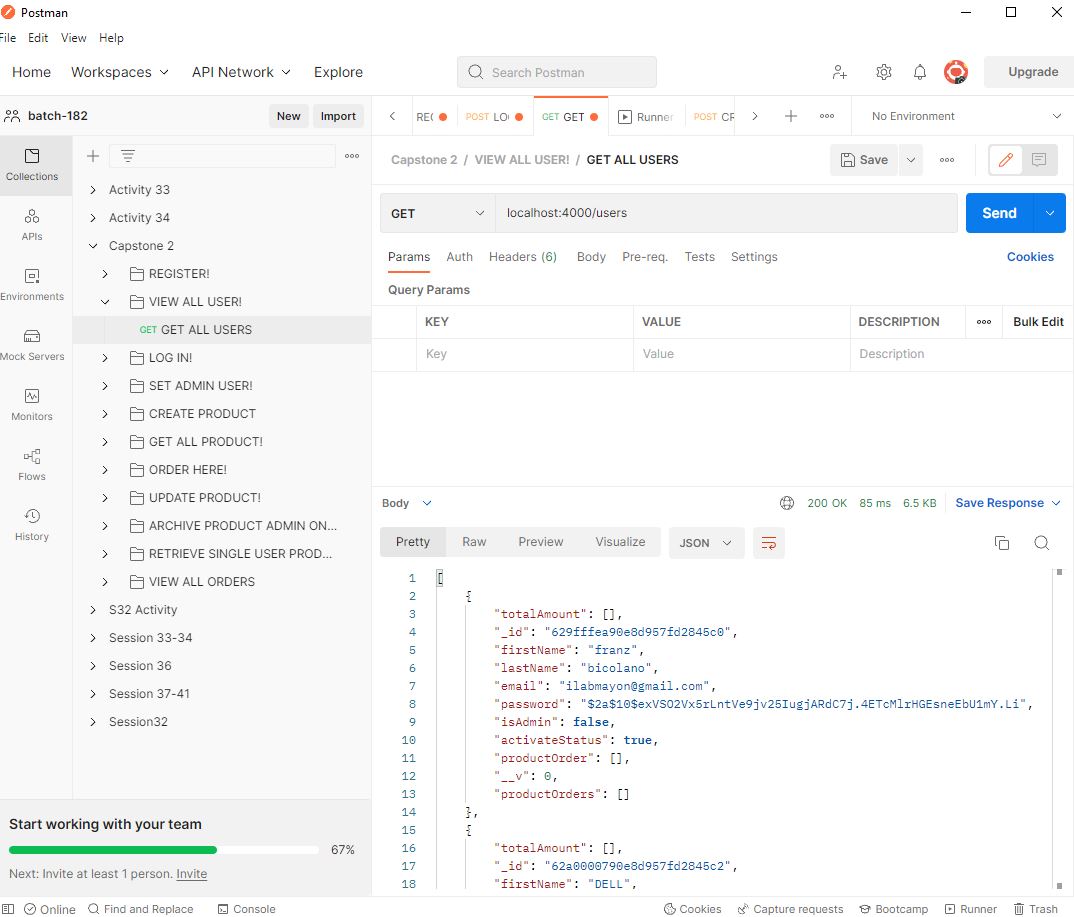 Postman
File Edit View Help
Home Workspaces API Network Explore Search Postman Upgrade
batch-182 New Import
REC POST LO GET GET Runner POST CR No Environment
Collections
APIs
Environments
Mock Servers
Monitors
Flows
History
Activity 33
Activity 34
Capstone 2
REGISTER!
VIEW ALL USER!
GET GET ALL USERS
LOG IN!
SET ADMIN USER!
CREATE PRODUCT
GET ALL PRODUCT!
ORDER HERE!
UPDATE PRODUCT!
ARCHIVE PRODUCT ADMIN ON...
RETRIEVE SINGLE USER PROD...
VIEW ALL ORDERS
S32 Activity
Session 33-34
Session 36
Session 37-41
Session32
Start working with your team
67%
Next: Invite at least 1 person. Invite
Capstone 2 / VIEW ALL USER! / GET ALL USERS Save
GET localhost:4000/users Send
Params Auth Headers (6) Body Pre-req. Tests Settings Cookies
Query Params
KEY VALUE DESCRIPTION Bulk Edit
Key Value Description
Body 200 OK 85 ms 6.5 KB Save Response
Pretty Raw Preview Visualize JSON
1 [
2 {
3 "totalAmount": [],
4 "_id": "629fffea90e8d957fd2845c0",
5 "firstName": "franz",
6 "lastName": "bicolano",
7 "email": "ilabmayon@gmail.com",
8 "password": "$2a$10$exVSO2Vx5rLntVe9jv25IugjARdC7j.4ETcMlrHGEsneEbU1mY.Li",
9 "isAdmin": false,
10 "activateStatus": true,
11 "productOrder": [],
12 "__v": 0,
13 "productOrders": []
14 },
15 {
16 "totalAmount": [],
17 "_id": "62a0000790e8d957fd2845c2",
18 "firstName": "DELL",
Online Find and Replace Console Cookies Capture requests Bootcamp Runner Trash